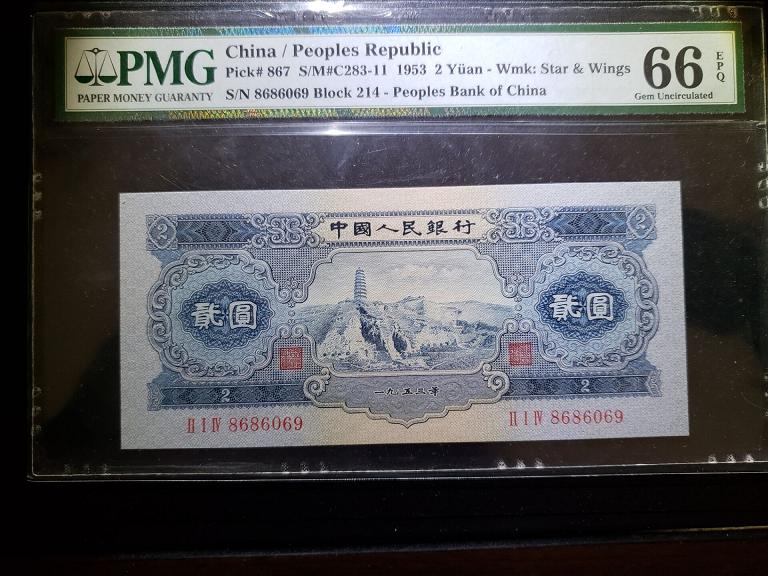 PMG
PAPER MONEY GUARANTY
China / Peoples Republic
Pick# 867 S/M#C283-11 1953 2 Yüan - Wmk: Star & Wings
S/N 8686069 Block 214 - Peoples Bank of China
66 EPQ
Gem Uncirculated
2 中國人民銀行 2
貳圓 貳圓
2 一九五三年 2
II I IV 8686069 II I IV 8686069